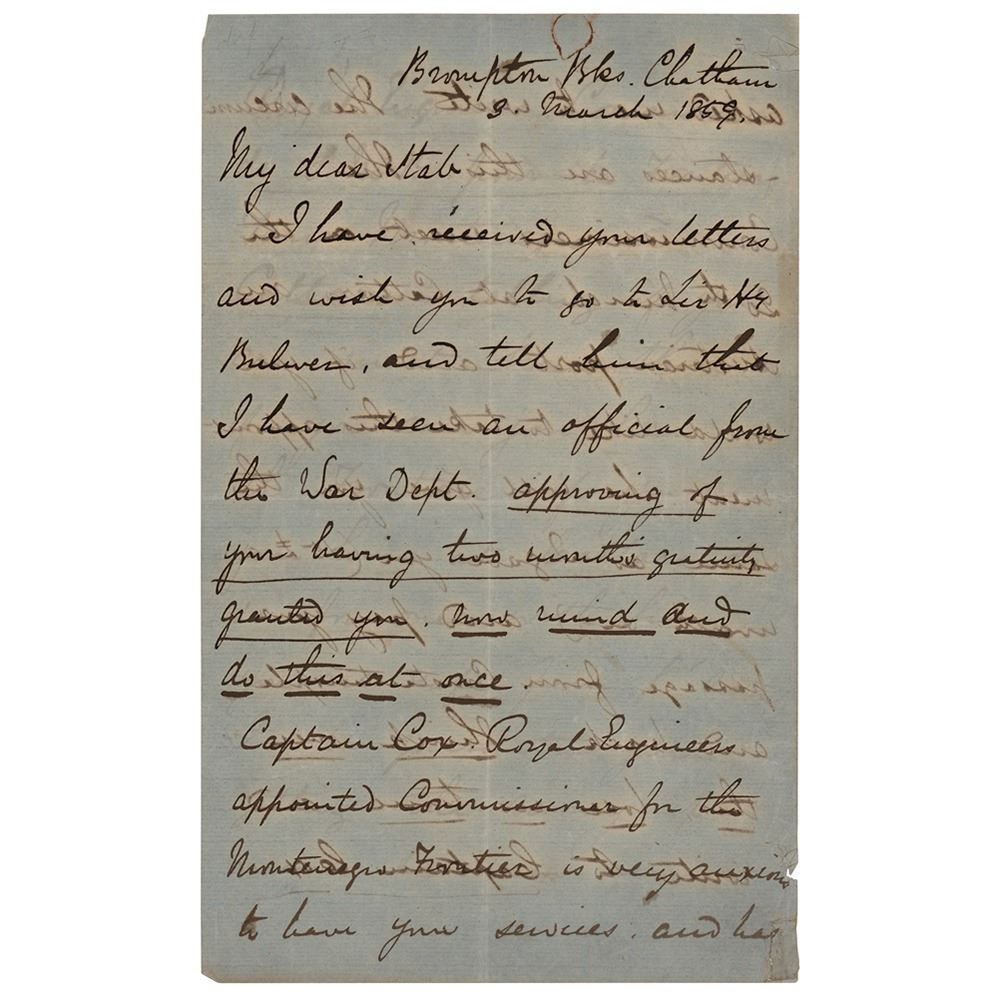 Brompton Bks. Chatham
3. March 1859.
My dear Stab
I have received your letters
and wish you to go to Sir Hy
Bulwer, and tell him that
I have seen an official from
the War Dept. approving of
your having two months gratuity
granted you. now mind and
do this at once.
Captain Cox. Royal Engineers
appointed Commissioner for the
Montenegro Frontier is very anxious
to have your services. and has